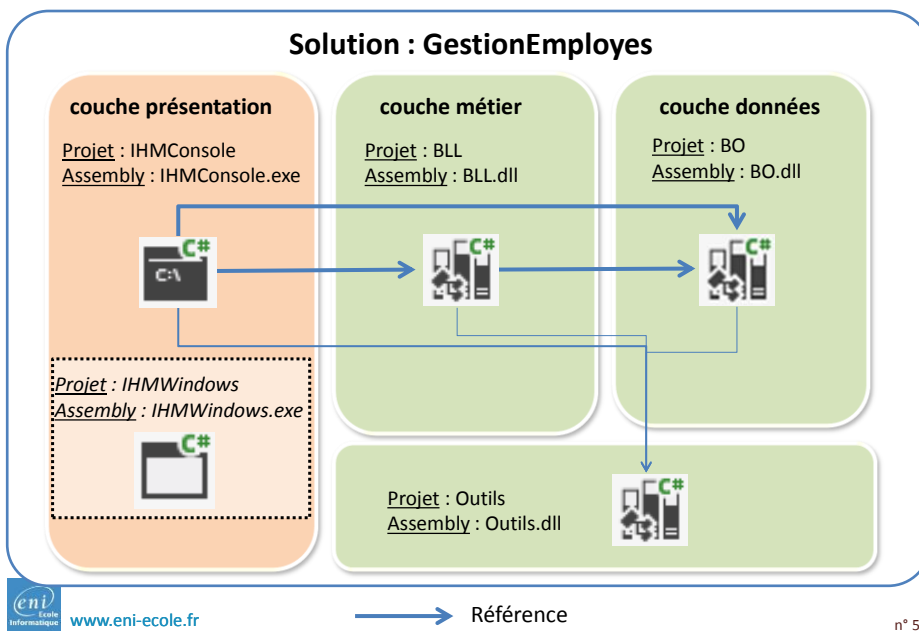 Solution : GestionEmployes
couche présentation
Projet : IHMConsole
Assembly : IHMConsole.exe
C#
C:\
Projet : IHMWindows
Assembly : IHMWindows.exe
C#
couche métier
Projet : BLL
Assembly : BLL.dll
C#
couche données
Projet : BO
Assembly : BO.dll
C#
Projet : Outils
Assembly : Outils.dll
C#
eni
Ecole
Informatique
www.eni-ecole.fr
Référence
n° 5